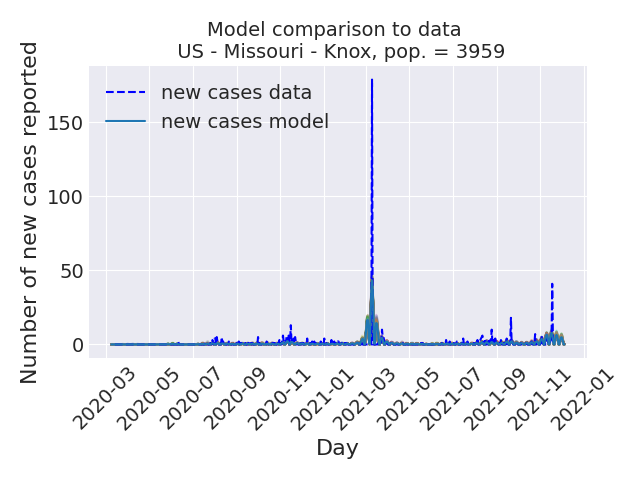 Model comparison to data
US - Missouri - Knox, pop. = 3959
Number of new cases reported
new cases data
new cases model
150
100
50
0
2020-03
2020-05
2020-07
2020-09
2020-11
2021-01
2021-03
2021-05
2021-07
2021-09
2021-11
2022-01
Day